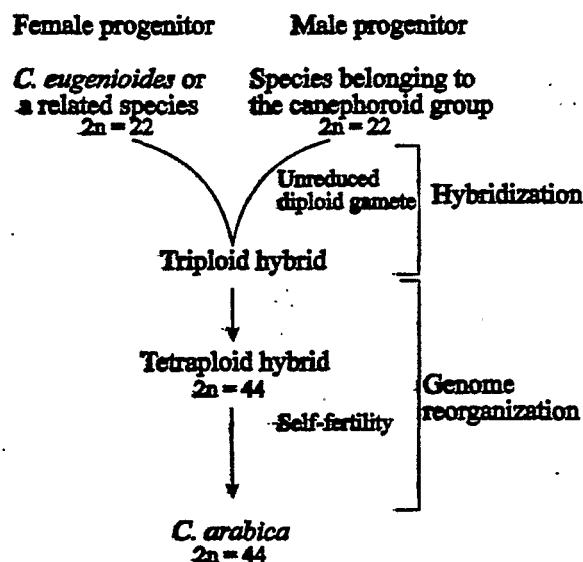 Female progenitor
Male progenitor
C. eugenioides or
a related species
2n = 22
Species belonging to
the canephoroid group
2n = 22
Unreduced
diploid gamete
Hybridization
Triploid hybrid
Tetraploid hybrid
2n = 44
Self-fertility
Genome
reorganization
C. arabica
2n = 44